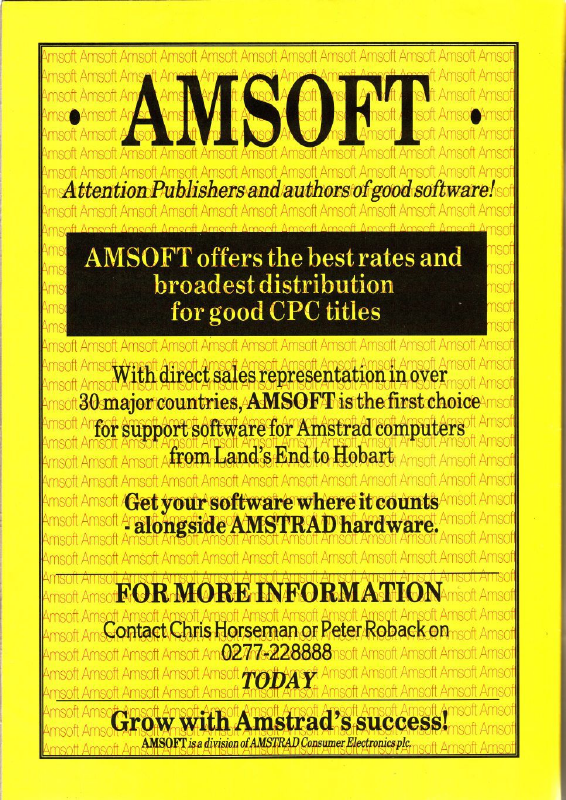 · AMSOFT ·
Attention Publishers and authors of good software!
AMSOFT offers the best rates and
broadest distribution
for good CPC titles
With direct sales representation in over
30 major countries, AMSOFT is the first choice
for support software for Amstrad computers
from Land's End to Hobart
Get your software where it counts
- alongside AMSTRAD hardware.
FOR MORE INFORMATION
Contact Chris Horseman or Peter Roback on
0277-228888
TODAY
Grow with Amstrad's success!
AMSOFT is a division of AMSTRAD Consumer Electronics plc.